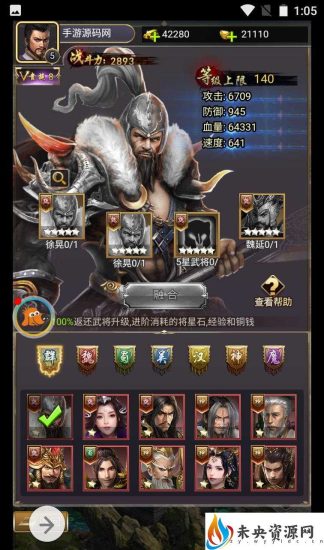 1:05
手游源码网
42280
21110
5
战斗力: 2893
等级上限 140
攻击: 6709
防御: 945
血量: 64331
速度: 641
徐晃0/1
徐晃0/1
5星武将0/1
魏延0/1
融合
查看帮助
100%返还武将升级,进阶消耗的将星石,经验和铜钱
群
魏
蜀
吴
汉
神
魔
未央资源网